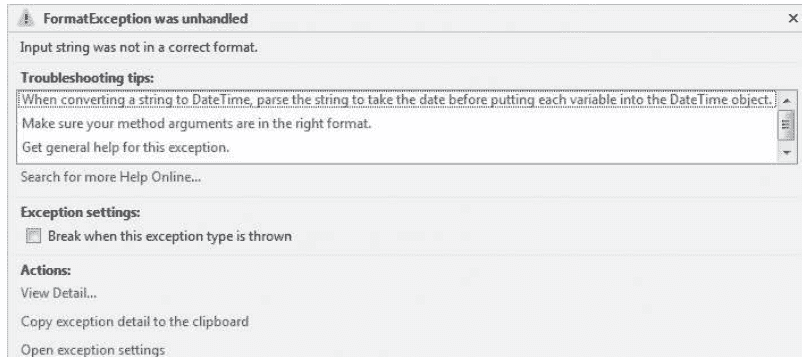 FormatException was unhandled
Input string was not in a correct format.
Troubleshooting tips:
When converting a string to DateTime, parse the string to take the date before putting each variable into the DateTime object.
Make sure your method arguments are in the right format.
Get general help for this exception.
Search for more Help Online...
Exception settings:
Break when this exception type is thrown
Actions:
View Detail...
Copy exception detail to the clipboard
Open exception settings